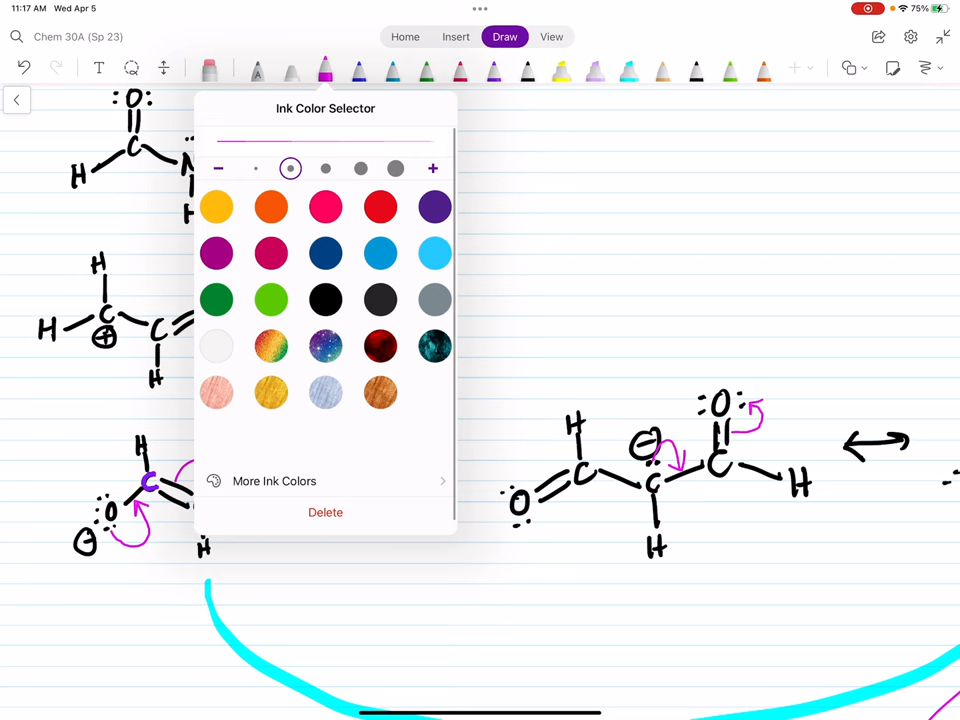 11:17 AM Wed Apr 5
75%
Chem 30A (Sp 23)
Home Insert Draw View
T
A
Ink Color Selector
− +
More Ink Colors
Delete
:O:
C
H N
H
H
H C C
⊕
H
H
C
:O:
⊖
H
H
⊖
:O:
C C C
O H
H